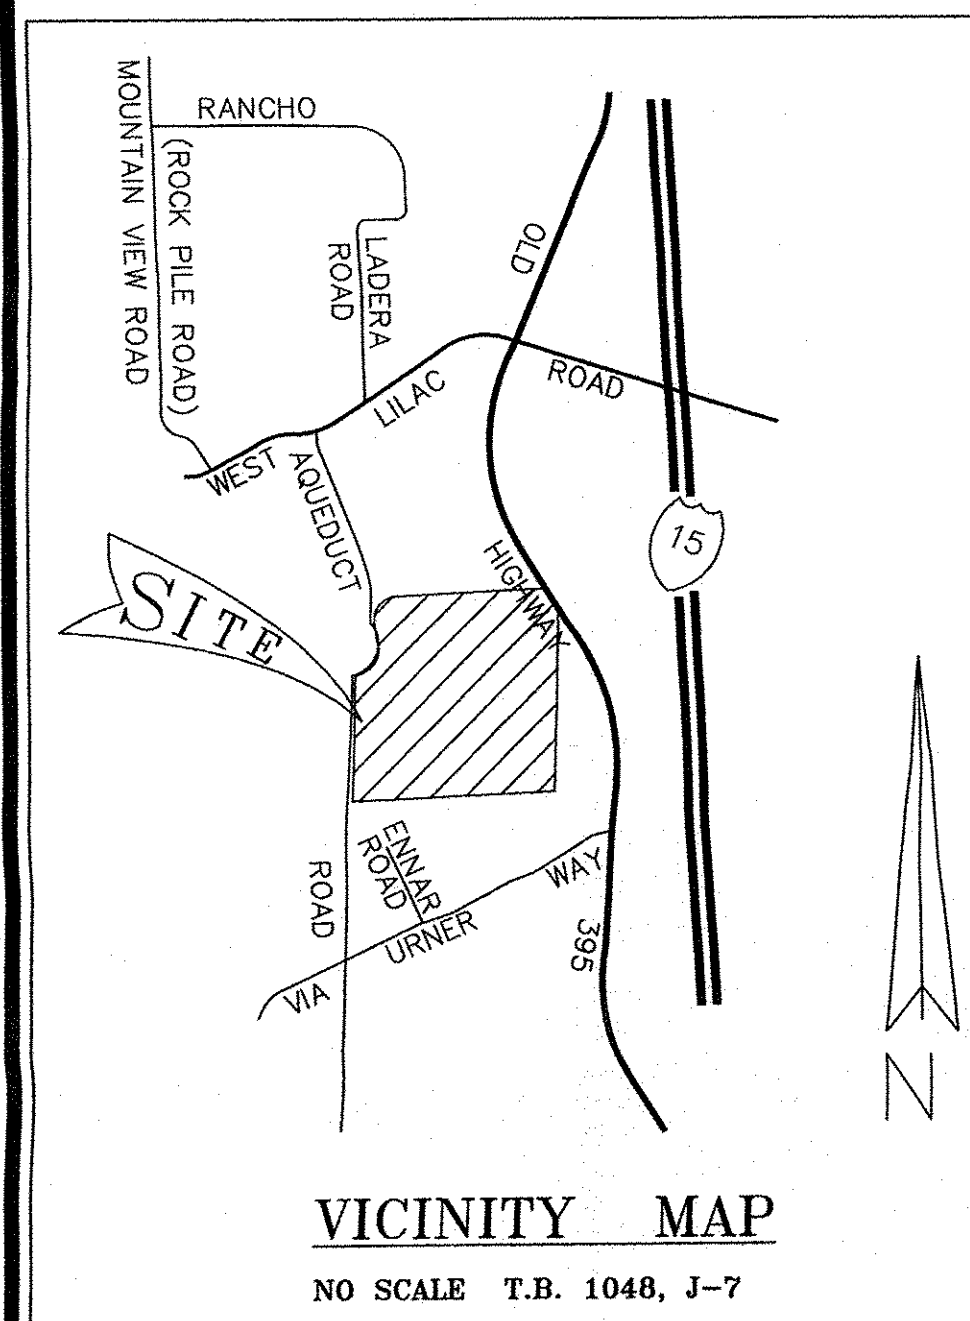 RANCHO
MOUNTAIN VIEW ROAD
(ROCK PILE ROAD)
LADERA
ROAD
OLD
ROAD
LILAC
WEST
AQUEDUCT
HIGHWAY
15
SITE
ENNAR
ROAD
ROAD
WAY
URNER
VIA
395
N
VICINITY MAP
NO SCALE T.B. 1048, J-7